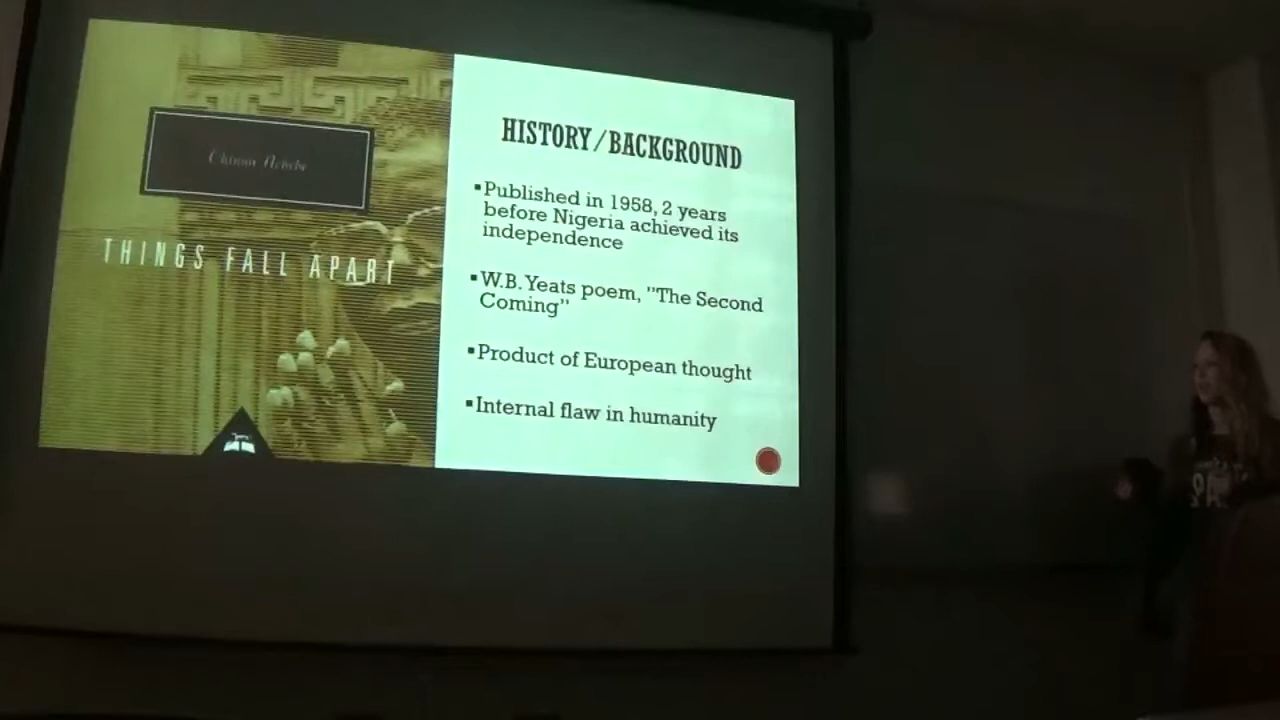 Chinua Achebe
THINGS FALL APART
HISTORY/BACKGROUND
▪Published in 1958, 2 years
before Nigeria achieved its
independence
▪W.B. Yeats poem, "The Second
Coming"
▪Product of European thought
▪Internal flaw in humanity